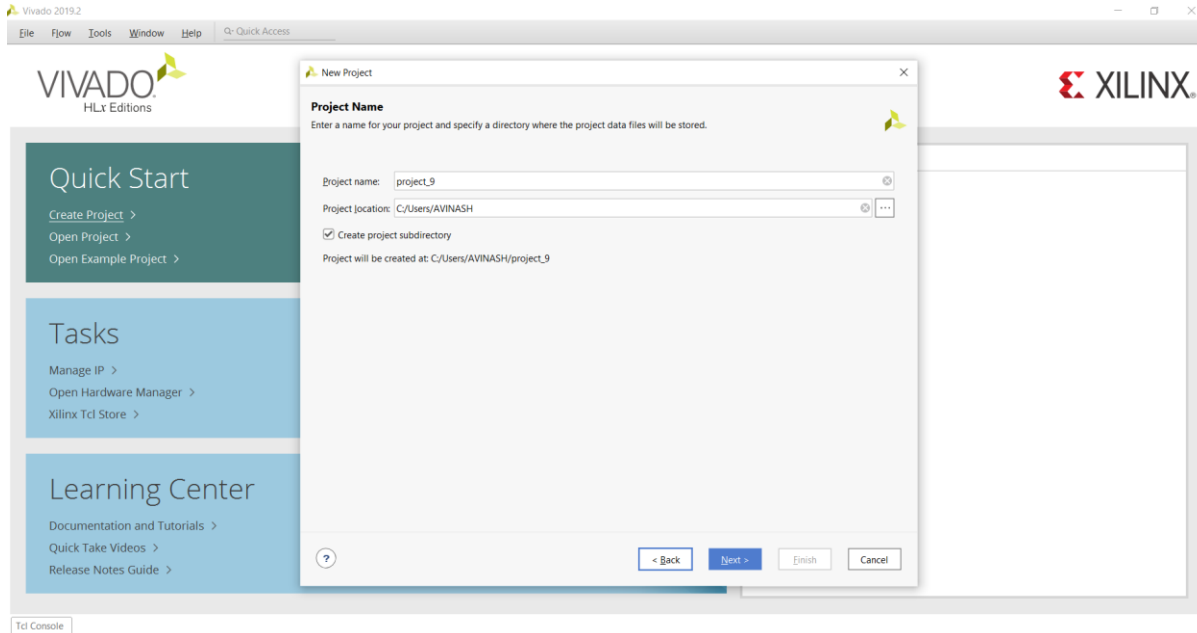 Vivado 2019.2
File Flow Tools Window Help Quick Access
VIVADO
HLx Editions
XILINX
New Project
Project Name
Enter a name for your project and specify a directory where the project data files will be stored.
Project name: project_9
Project location: C:/Users/AVINASH ...
Create project subdirectory
Project will be created at: C:/Users/AVINASH/project_9
? < Back Next > Finish Cancel
Quick Start
Create Project >
Open Project >
Open Example Project >
Tasks
Manage IP >
Open Hardware Manager >
Xilinx Tcl Store >
Learning Center
Documentation and Tutorials >
Quick Take Videos >
Release Notes Guide >
Tcl Console